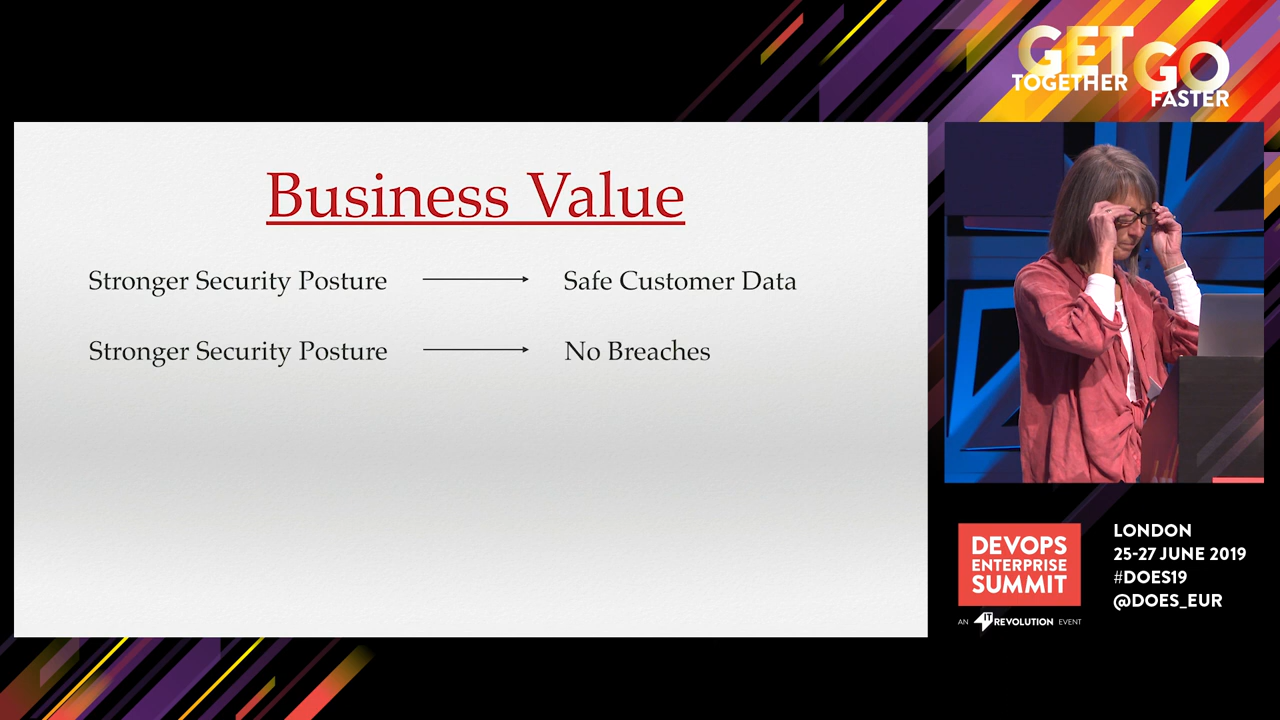 GET GO
TOGETHER
FASTER
Business Value
Stronger Security Posture Safe Customer Data
Stronger Security Posture No Breaches
DEVOPS
ENTERPRISE
SUMMIT
AN IT REVOLUTION EVENT
LONDON
25-27 JUNE 2019
#DOES19
@DOES_EUR